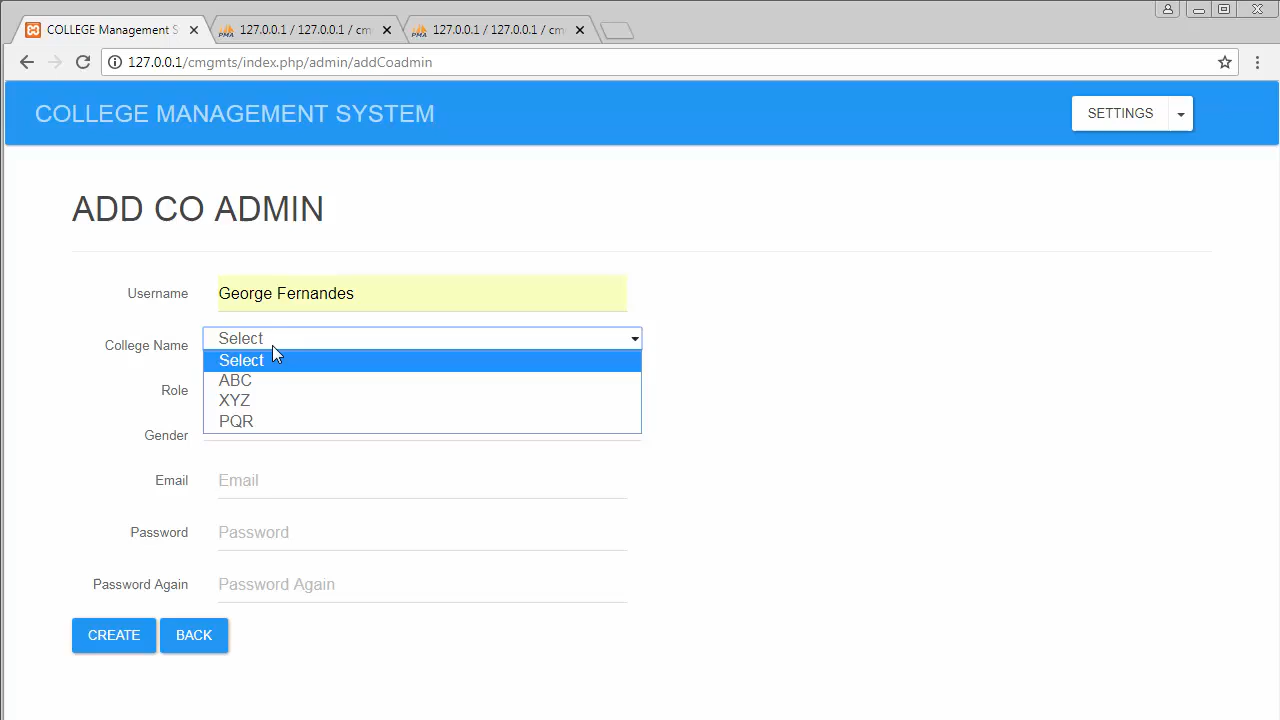 COLLEGE Management S
127.0.0.1 / 127.0.0.1 / cm
127.0.0.1 / 127.0.0.1 / cm
127.0.0.1/cmgmts/index.php/admin/addCoadmin
COLLEGE MANAGEMENT SYSTEM
SETTINGS
ADD CO ADMIN
Username George Fernandes
College Name Select
Select
ABC
Role
XYZ
PQR
Gender
Email Email
Password Password
Password Again Password Again
CREATE BACK